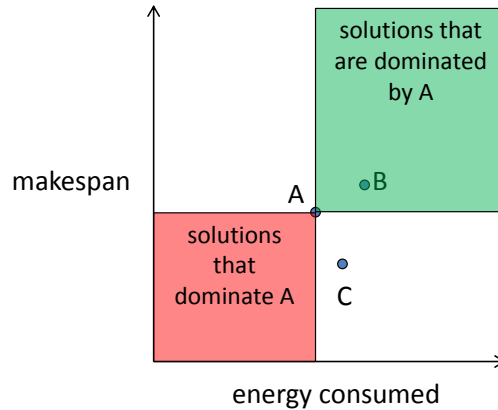 solutions that
are dominated
by A
makespan
A
B
solutions
that
dominate A
C
energy consumed